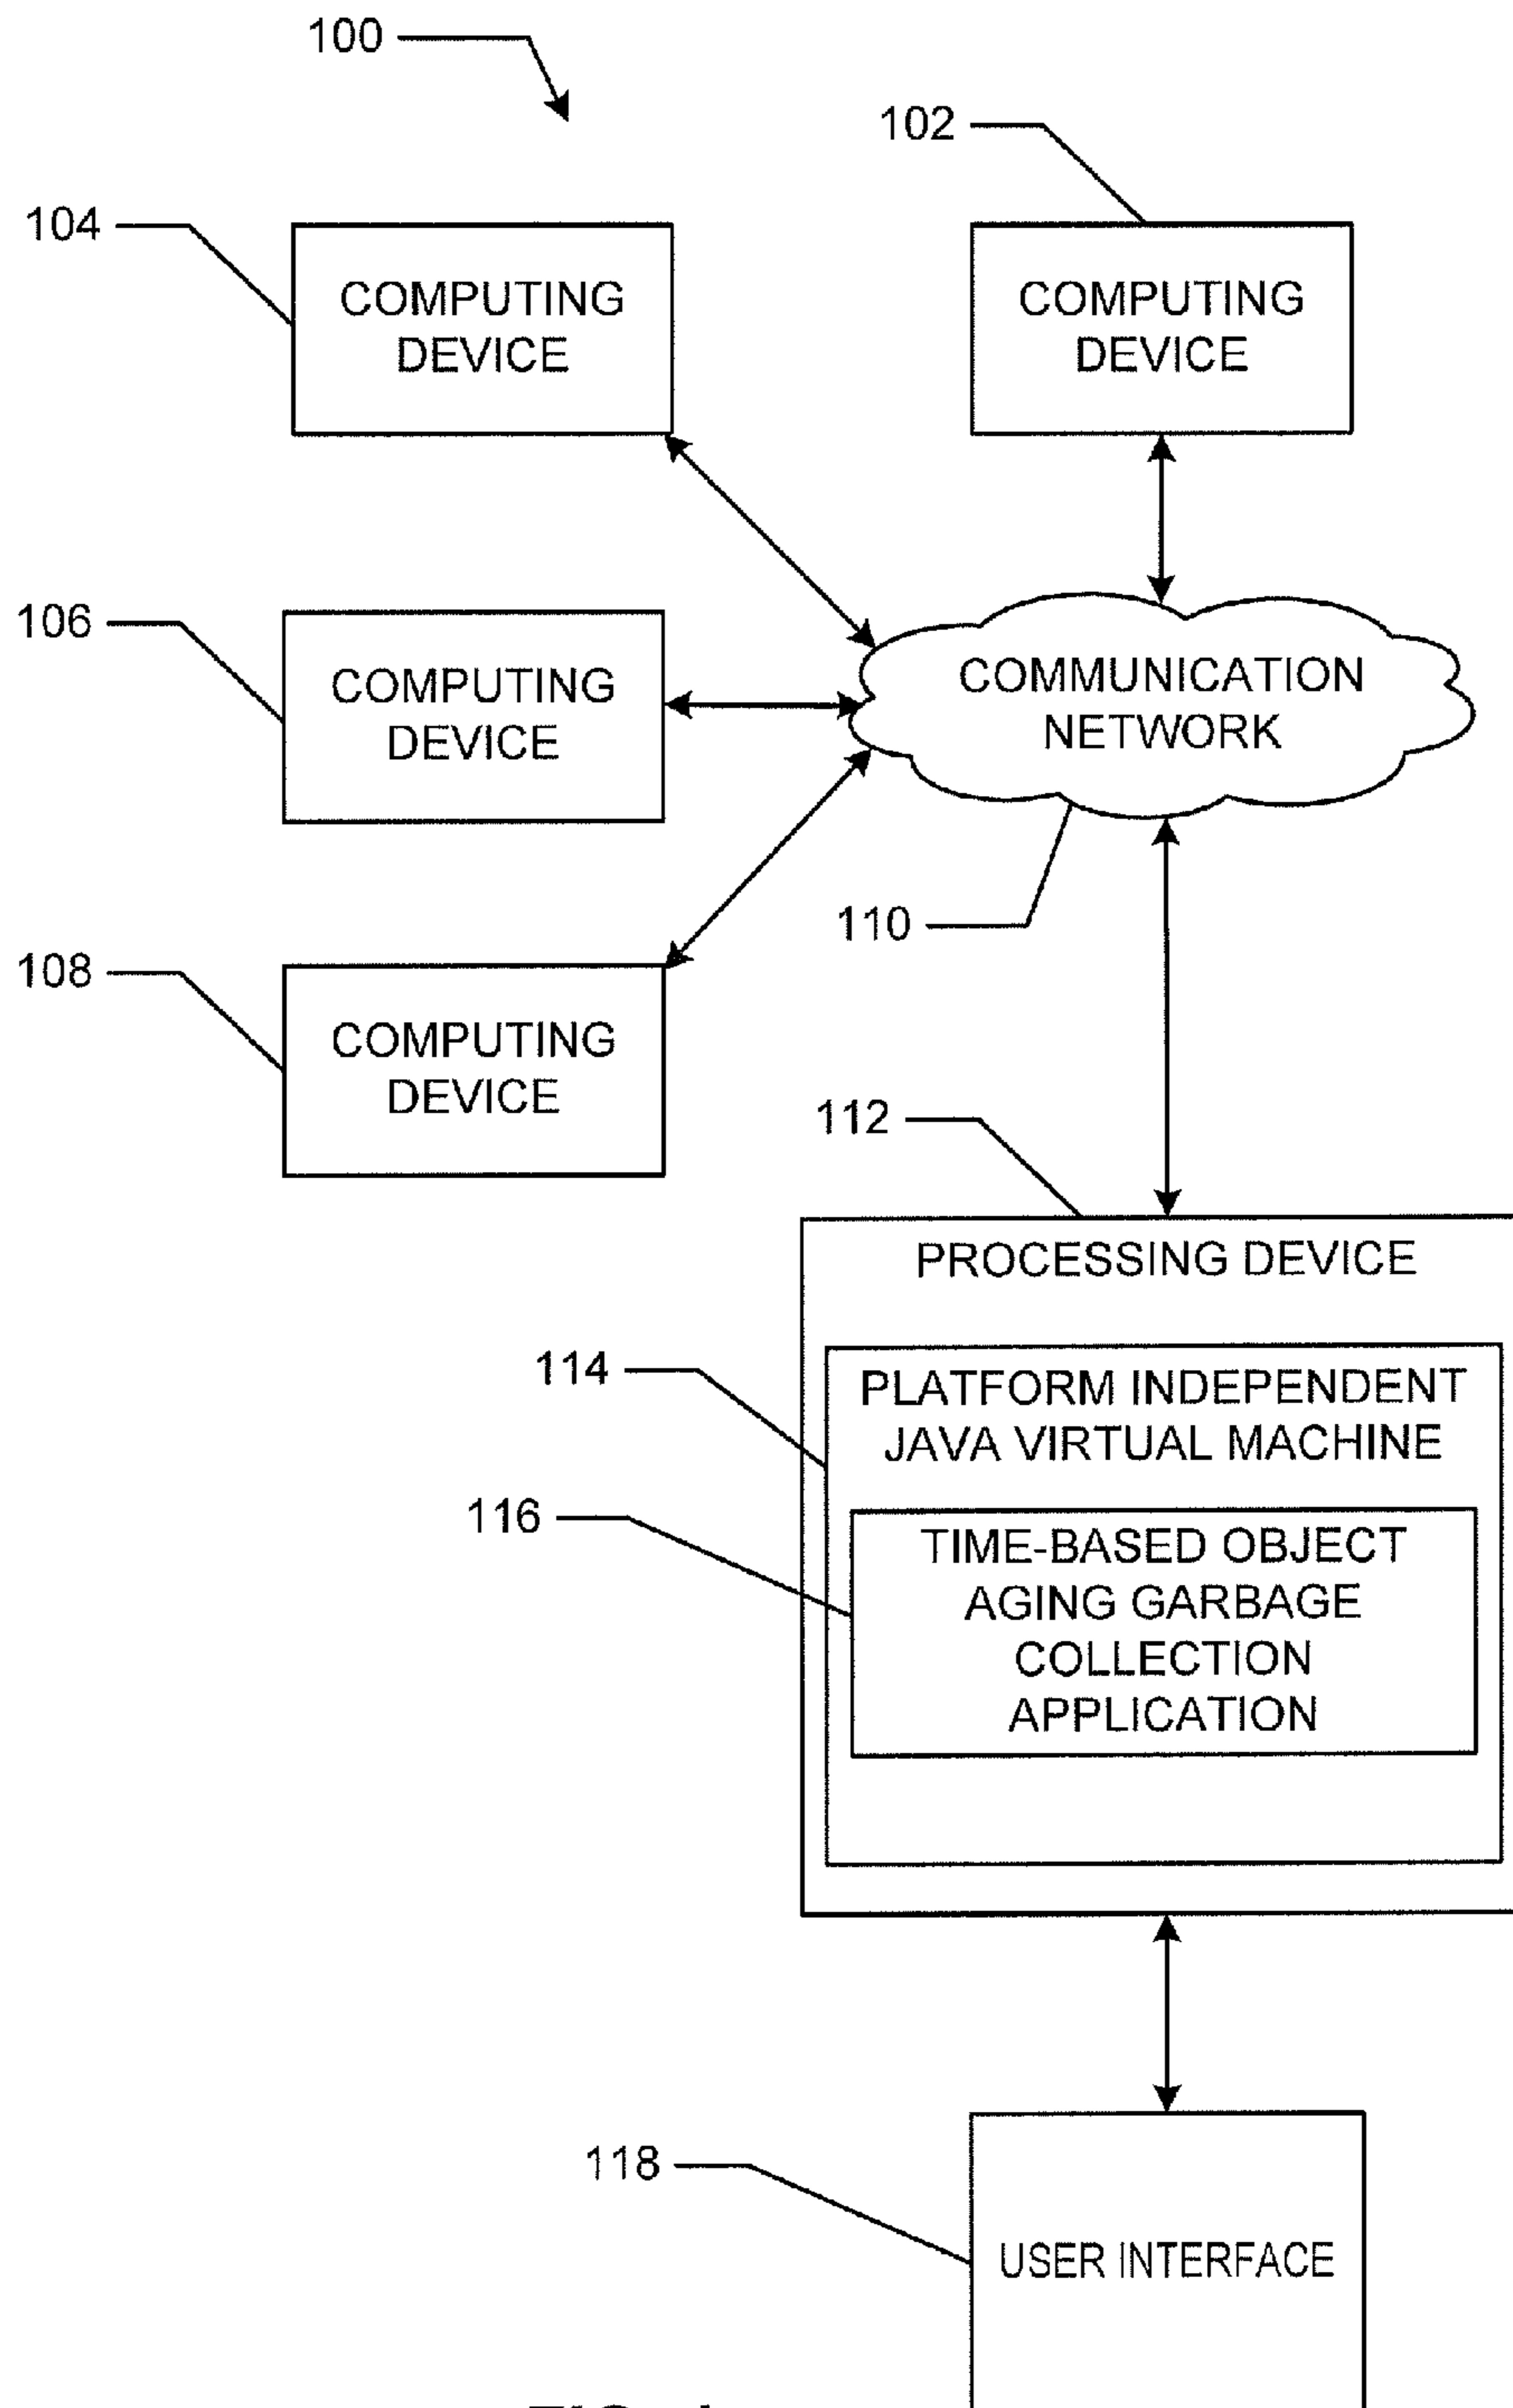 100
102
104
COMPUTING
DEVICE
COMPUTING
DEVICE
106
COMPUTING
DEVICE
COMMUNICATION
NETWORK
110
108
COMPUTING
DEVICE
112
PROCESSING DEVICE
114
PLATFORM INDEPENDENT
JAVA VIRTUAL MACHINE
116
TIME-BASED OBJECT
AGING GARBAGE
COLLECTION
APPLICATION
118
USER INTERFACE